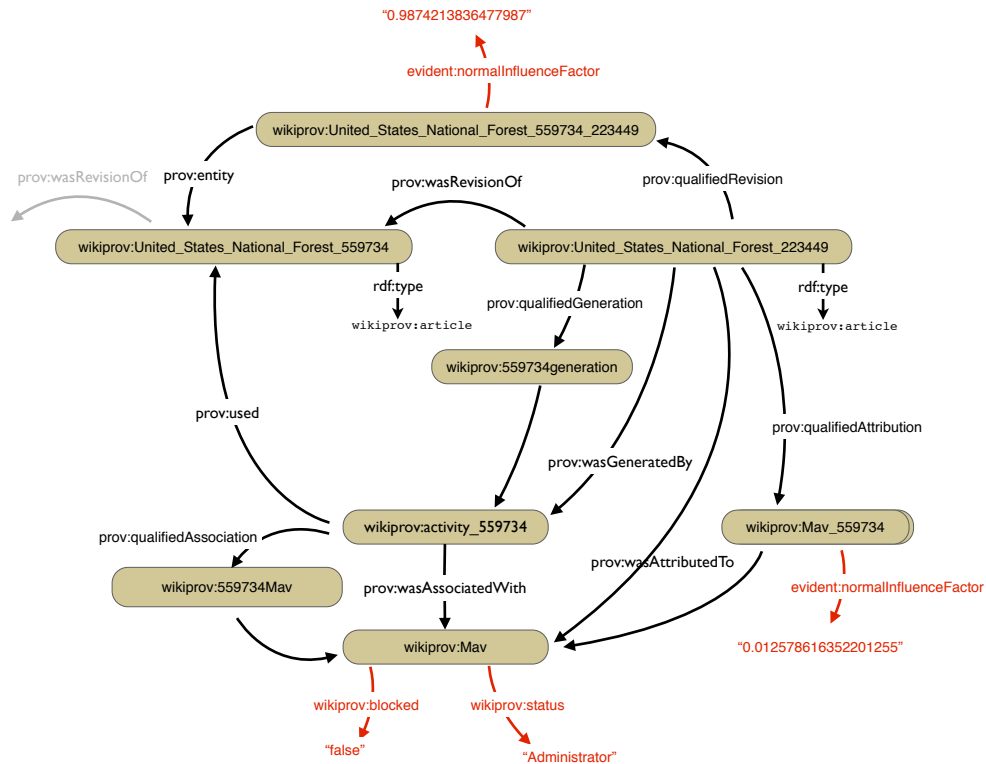 “0.9874213836477987”
evident:normalInfluenceFactor
wikiprov:United_States_National_Forest_559734_223449
prov:wasRevisionOf
prov:entity
prov:wasRevisionOf
prov:qualifiedRevision
wikiprov:United_States_National_Forest_559734
wikiprov:United_States_National_Forest_223449
rdf:type
wikiprov:article
prov:qualifiedGeneration
rdf:type
wikiprov:article
wikiprov:559734generation
prov:used
prov:qualifiedAttribution
prov:wasGeneratedBy
wikiprov:activity_559734
wikiprov:Mav_559734
prov:qualifiedAssociation
prov:wasAttributedTo
wikiprov:559734Mav
prov:wasAssociatedWith
evident:normalInfluenceFactor
“0.012578616352201255”
wikiprov:Mav
wikiprov:blocked
wikiprov:status
“false”
“Administrator”